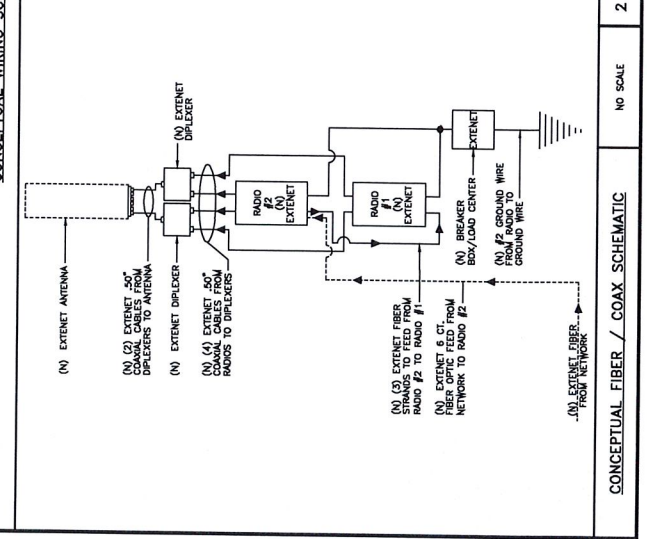 (N) EXTENET ANTENNA
(N) (2) EXTENET .50"
COAXIAL CABLES FROM
DIPLEXERS TO ANTENNA
(N) EXTENET DIPLEXER
(N) (4) EXTENET .50"
COAXIAL CABLES FROM
RADIOS TO DIPLEXERS
(N) EXTENET
DIPLEXER
RADIO
#2
(N)
EXTENET
RADIO
#1
(N)
EXTENET
(N) (3) EXTENET FIBER
STRANDS TO FEED FROM
RADIO #2 TO RADIO #1
(N) EXTENET 6 CT.
FIBER OPTIC FEED FROM
NETWORK TO RADIO #2
(N) BREAKER
BOX/LOAD CENTER
EXTENET
(N) #2 GROUND WIRE
FROM RADIO TO
GROUND WIRE
(N) EXTENET FIBER
FROM NETWORK
CONCEPTUAL FIBER / COAX SCHEMATIC
NO SCALE
2